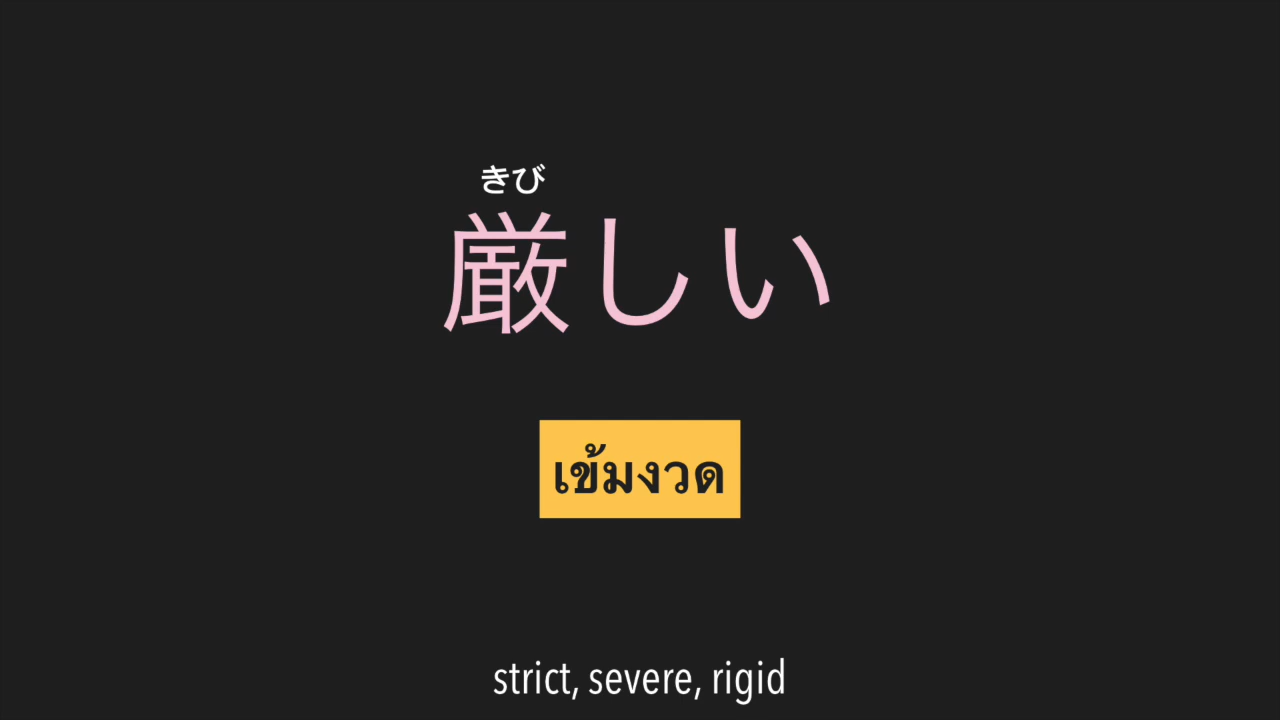 きび
厳しい
เข้มงวด
strict, severe, rigid